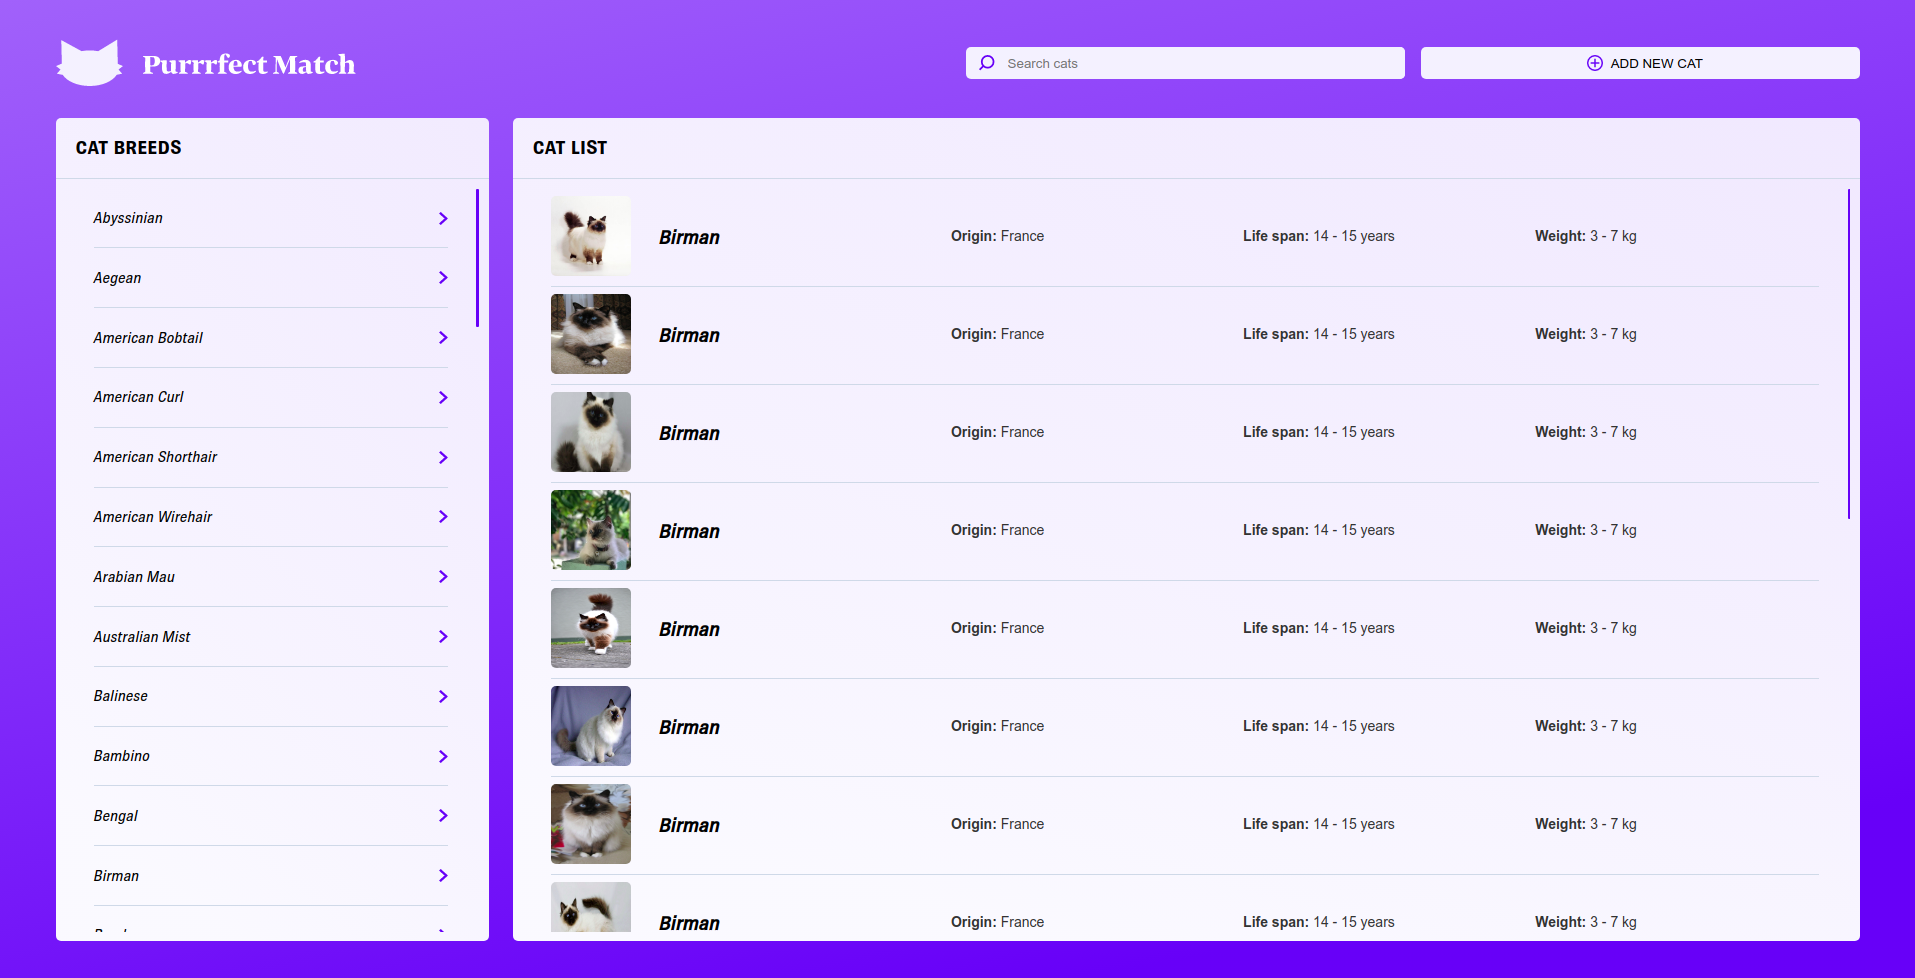 Purrrfect Match
Search cats
ADD NEW CAT
CAT BREEDS
Abyssinian
Aegean
American Bobtail
American Curl
American Shorthair
American Wirehair
Arabian Mau
Australian Mist
Balinese
Bambino
Bengal
Birman
CAT LIST
Birman Origin: France Life span: 14 - 15 years Weight: 3 - 7 kg
Birman Origin: France Life span: 14 - 15 years Weight: 3 - 7 kg
Birman Origin: France Life span: 14 - 15 years Weight: 3 - 7 kg
Birman Origin: France Life span: 14 - 15 years Weight: 3 - 7 kg
Birman Origin: France Life span: 14 - 15 years Weight: 3 - 7 kg
Birman Origin: France Life span: 14 - 15 years Weight: 3 - 7 kg
Birman Origin: France Life span: 14 - 15 years Weight: 3 - 7 kg
Birman Origin: France Life span: 14 - 15 years Weight: 3 - 7 kg